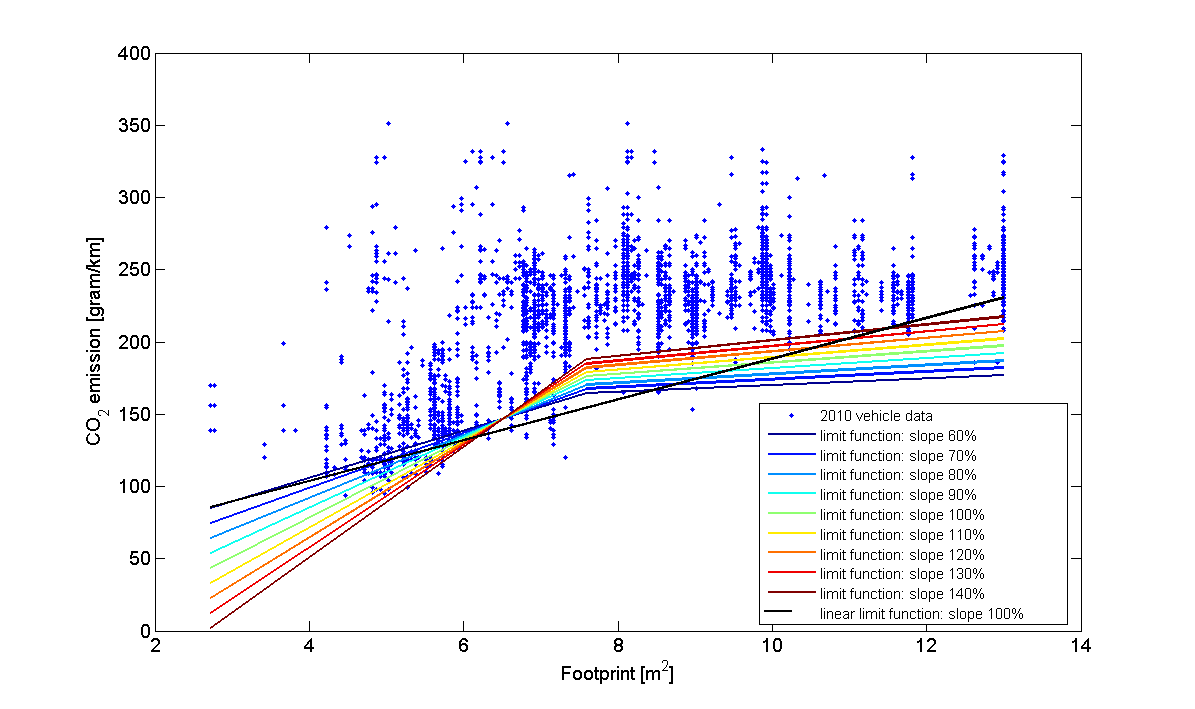 400
350
300
250
200
150
100
50
0
CO2 emission [gram/km]
2 4 6 8 10 12 14
Footprint [m2]
2010 vehicle data
limit function: slope 60%
limit function: slope 70%
limit function: slope 80%
limit function: slope 90%
limit function: slope 100%
limit function: slope 110%
limit function: slope 120%
limit function: slope 130%
limit function: slope 140%
linear limit function: slope 100%